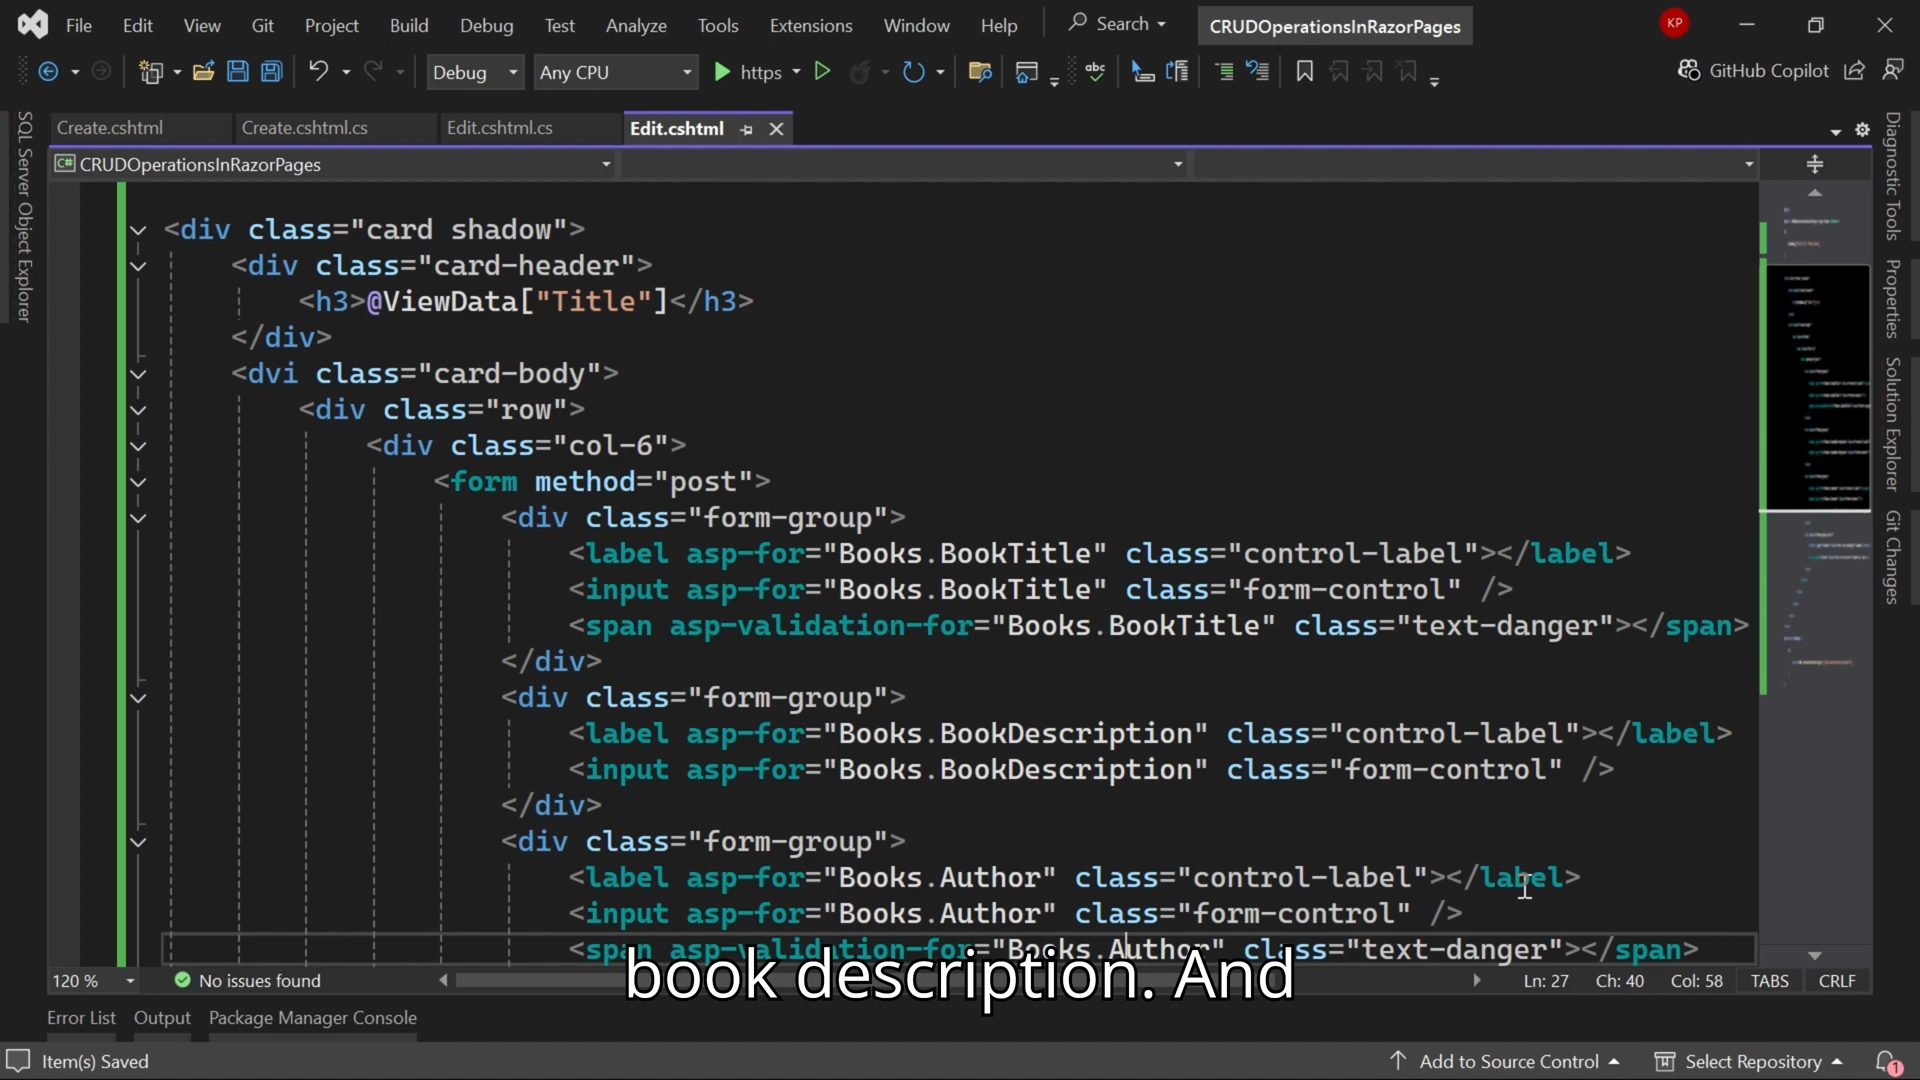 File Edit View Git Project Build Debug Test Analyze Tools Extensions Window Help Search CRUDOperationsInRazorPages KP
Debug Any CPU https abc GitHub Copilot
Create.cshtml Create.cshtml.cs Edit.cshtml.cs Edit.cshtml
C# CRUDOperationsInRazorPages
SQL Server Object Explorer
<div class="card shadow">
<div class="card-header">
<h3>@ViewData["Title"]</h3>
</div>
<dvi class="card-body">
<div class="row">
<div class="col-6">
<form method="post">
<div class="form-group">
<label asp-for="Books.BookTitle" class="control-label"></label>
<input asp-for="Books.BookTitle" class="form-control" />
<span asp-validation-for="Books.BookTitle" class="text-danger"></span>
</div>
<div class="form-group">
<label asp-for="Books.BookDescription" class="control-label"></label>
<input asp-for="Books.BookDescription" class="form-control" />
</div>
<div class="form-group">
<label asp-for="Books.Author" class="control-label"></label>
<input asp-for="Books.Author" class="form-control" />
<span asp-validation-for="Books.Author" class="text-danger"></span>
Diagnostic Tools
Properties
Solution Explorer
Git Changes
book description. And
120 % No issues found Ln: 27 Ch: 40 Col: 58 TABS CRLF
Error List Output Package Manager Console
Item(s) Saved Add to Source Control Select Repository 1